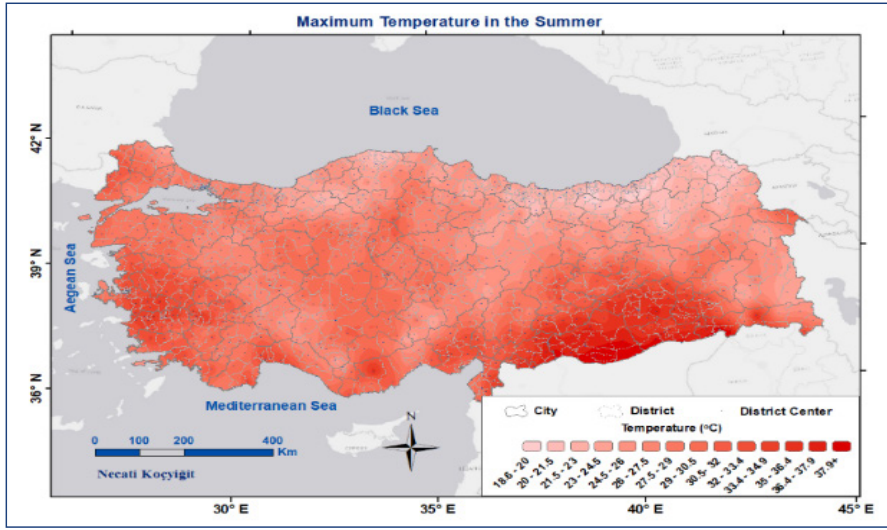 Maximum Temperature in the Summer
Black Sea
42° N
39° N
36° N
Aegean Sea
Mediterranean Sea
N
0 100 200 400
Km
Necati Koçyiğit
City District District Center
Temperature (°C)
18.6 - 20
20 - 21.5
21.5 - 23
23 - 24.5
24.5 - 26
26 - 27.5
27.5 - 29
29 - 30.5
30.5- 32
32 - 33.4
33.4 - 34.9
35 - 36.4
36.4 - 37.9
37.9+
30° E 35° E 40° E 45° E